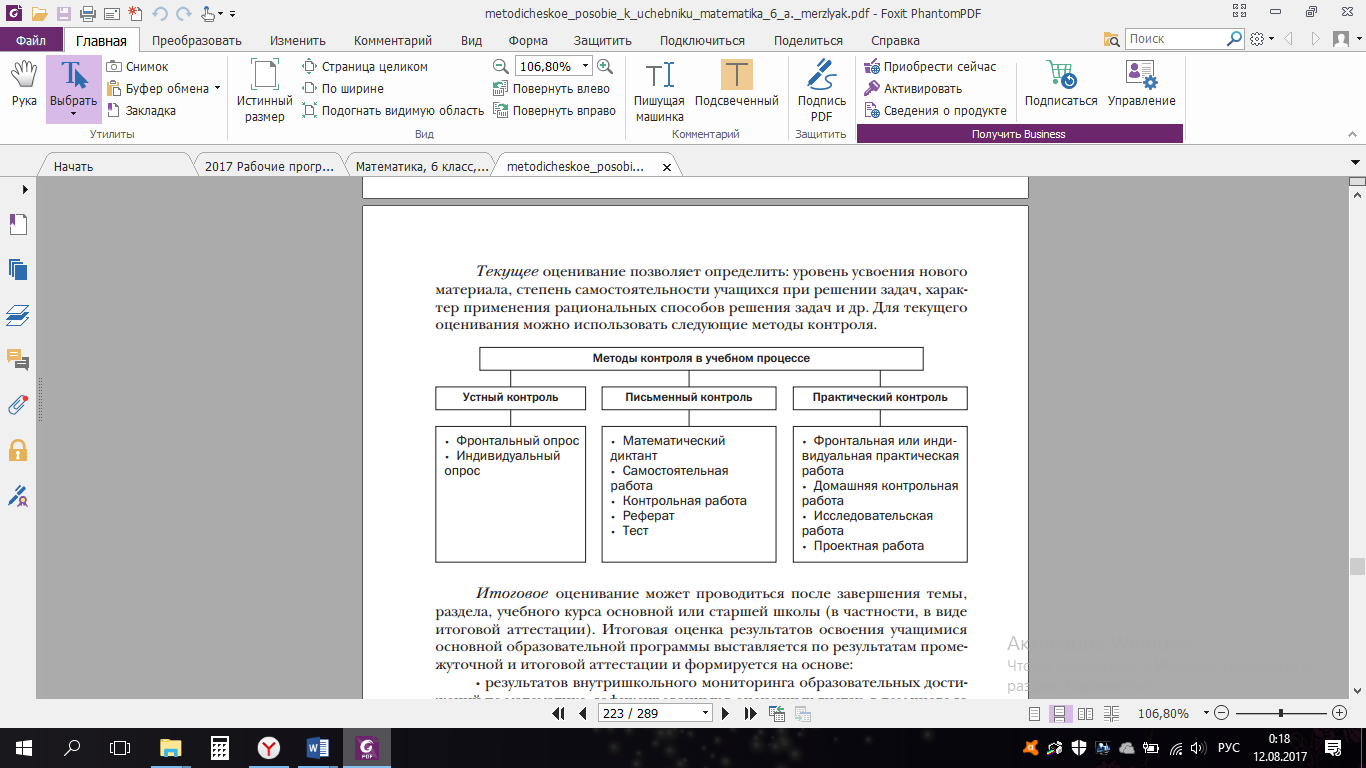 metodicheskoe_posobie_k_uchebniku_matematika_6_a._merzlyak.pdf - Foxit PhantomPDF
Файл Главная Преобразовать Изменить Комментарий Вид Форма Защитить Подключиться Поделиться Справка Поиск
Рука
Выбрать
Снимок
Буфер обмена
Закладка
Утилиты
Истинный размер
Страница целиком
По ширине
Подогнать видимую область
106,80%
Повернуть влево
Повернуть вправо
Вид
Пишущая машинка
Подсвеченный
Комментарий
Подпись PDF
Защитить
Приобрести сейчас
Активировать
Сведения о продукте
Подписаться
Управление
Получить Business
Начать 2017 Рабочие прогр... Математика, 6 класс,... metodicheskoe_posobi...
Текущее оценивание позволяет определить: уровень усвоения нового
материала, степень самостоятельности учащихся при решении задач, харак-
тер применения рациональных способов решения задач и др. Для текущего
оценивания можно использовать следующие методы контроля.
Методы контроля в учебном процессе
Устный контроль
• Фронтальный опрос
• Индивидуальный
опрос
Письменный контроль
• Математический
диктант
• Самостоятельная
работа
• Контрольная работа
• Реферат
• Тест
Практический контроль
• Фронтальная или инди-
видуальная практическая
работа
• Домашняя контрольная
работа
• Исследовательская
работа
• Проектная работа
Итоговое оценивание может проводиться после завершения темы,
раздела, учебного курса основной или старшей школы (в частности, в виде
итоговой аттестации). Итоговая оценка результатов освоения учащимися
основной образовательной программы выставляется по результатам проме-
жуточной и итоговой аттестации и формируется на основе:
• результатов внутришкольного мониторинга образовательных дости-
223 / 289
106,80%
РУС
0:18
12.08.2017